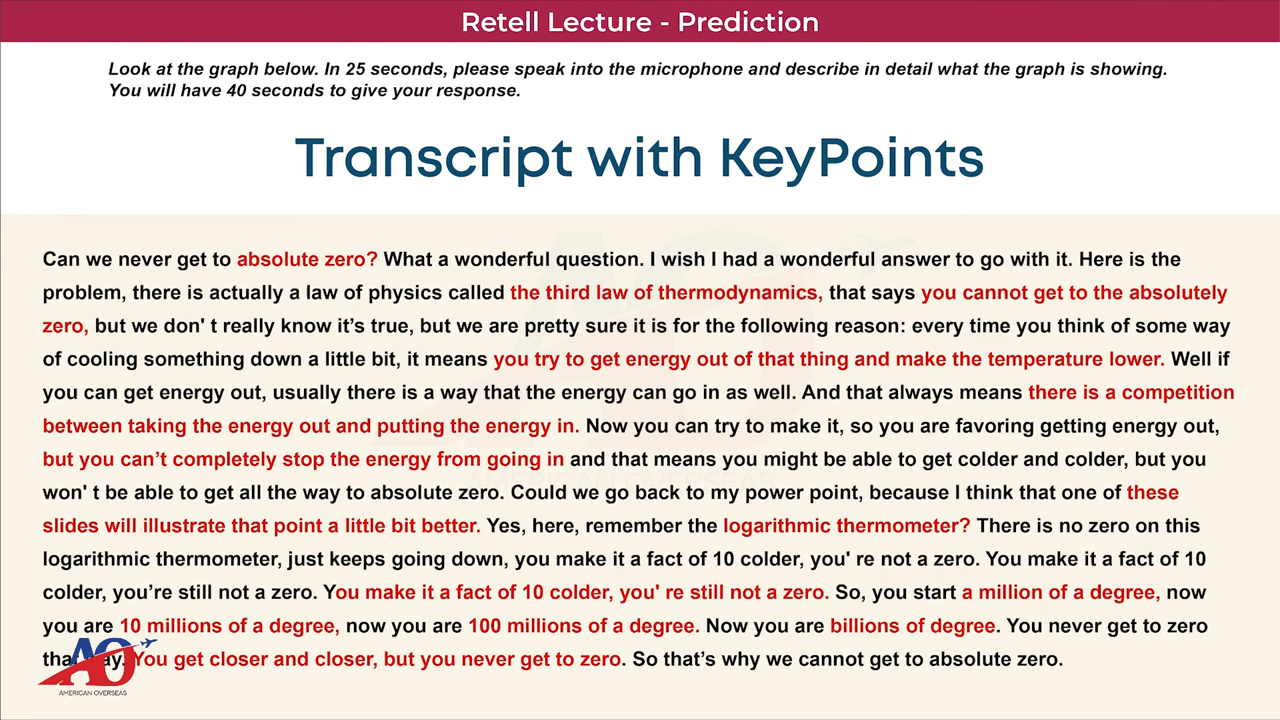 Retell Lecture - Prediction
Look at the graph below. In 25 seconds, please speak into the microphone and describe in detail what the graph is showing.
You will have 40 seconds to give your response.
Transcript with KeyPoints
Can we never get to absolute zero? What a wonderful question. I wish I had a wonderful answer to go with it. Here is the
problem, there is actually a law of physics called the third law of thermodynamics, that says you cannot get to the absolutely
zero, but we don' t really know it’s true, but we are pretty sure it is for the following reason: every time you think of some way
of cooling something down a little bit, it means you try to get energy out of that thing and make the temperature lower. Well if
you can get energy out, usually there is a way that the energy can go in as well. And that always means there is a competition
between taking the energy out and putting the energy in. Now you can try to make it, so you are favoring getting energy out,
but you can’t completely stop the energy from going in and that means you might be able to get colder and colder, but you
won' t be able to get all the way to absolute zero. Could we go back to my power point, because I think that one of these
slides will illustrate that point a little bit better. Yes, here, remember the logarithmic thermometer? There is no zero on this
logarithmic thermometer, just keeps going down, you make it a fact of 10 colder, you' re not a zero. You make it a fact of 10
colder, you’re still not a zero. You make it a fact of 10 colder, you' re still not a zero. So, you start a million of a degree, now
you are 10 millions of a degree, now you are 100 millions of a degree. Now you are billions of degree. You never get to zero
You get closer and closer, but you never get to zero. So that’s why we cannot get to absolute zero.
AO
AMERICAN OVERSEAS